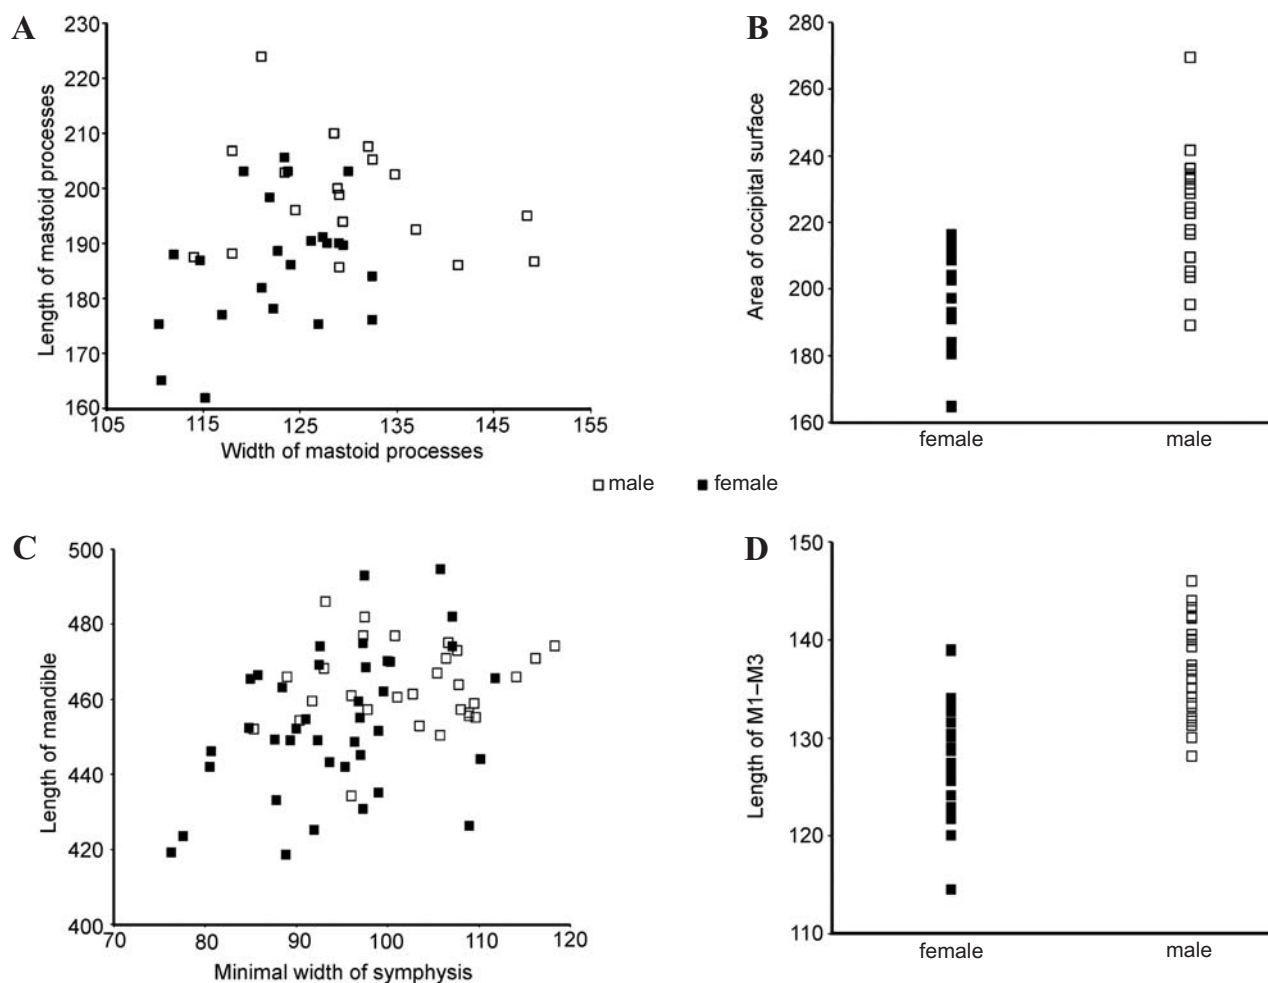 A
230
220
210
200
190
180
170
160
105
115
125
135
145
155
Length of mastoid processes
Width of mastoid processes
B
280
260
240
220
200
180
160
Area of occipital surface
female
male
male
female
C
500
480
460
440
420
400
70
80
90
100
110
120
Length of mandible
Minimal width of symphysis
D
150
140
130
120
110
Length of M1–M3
female
male